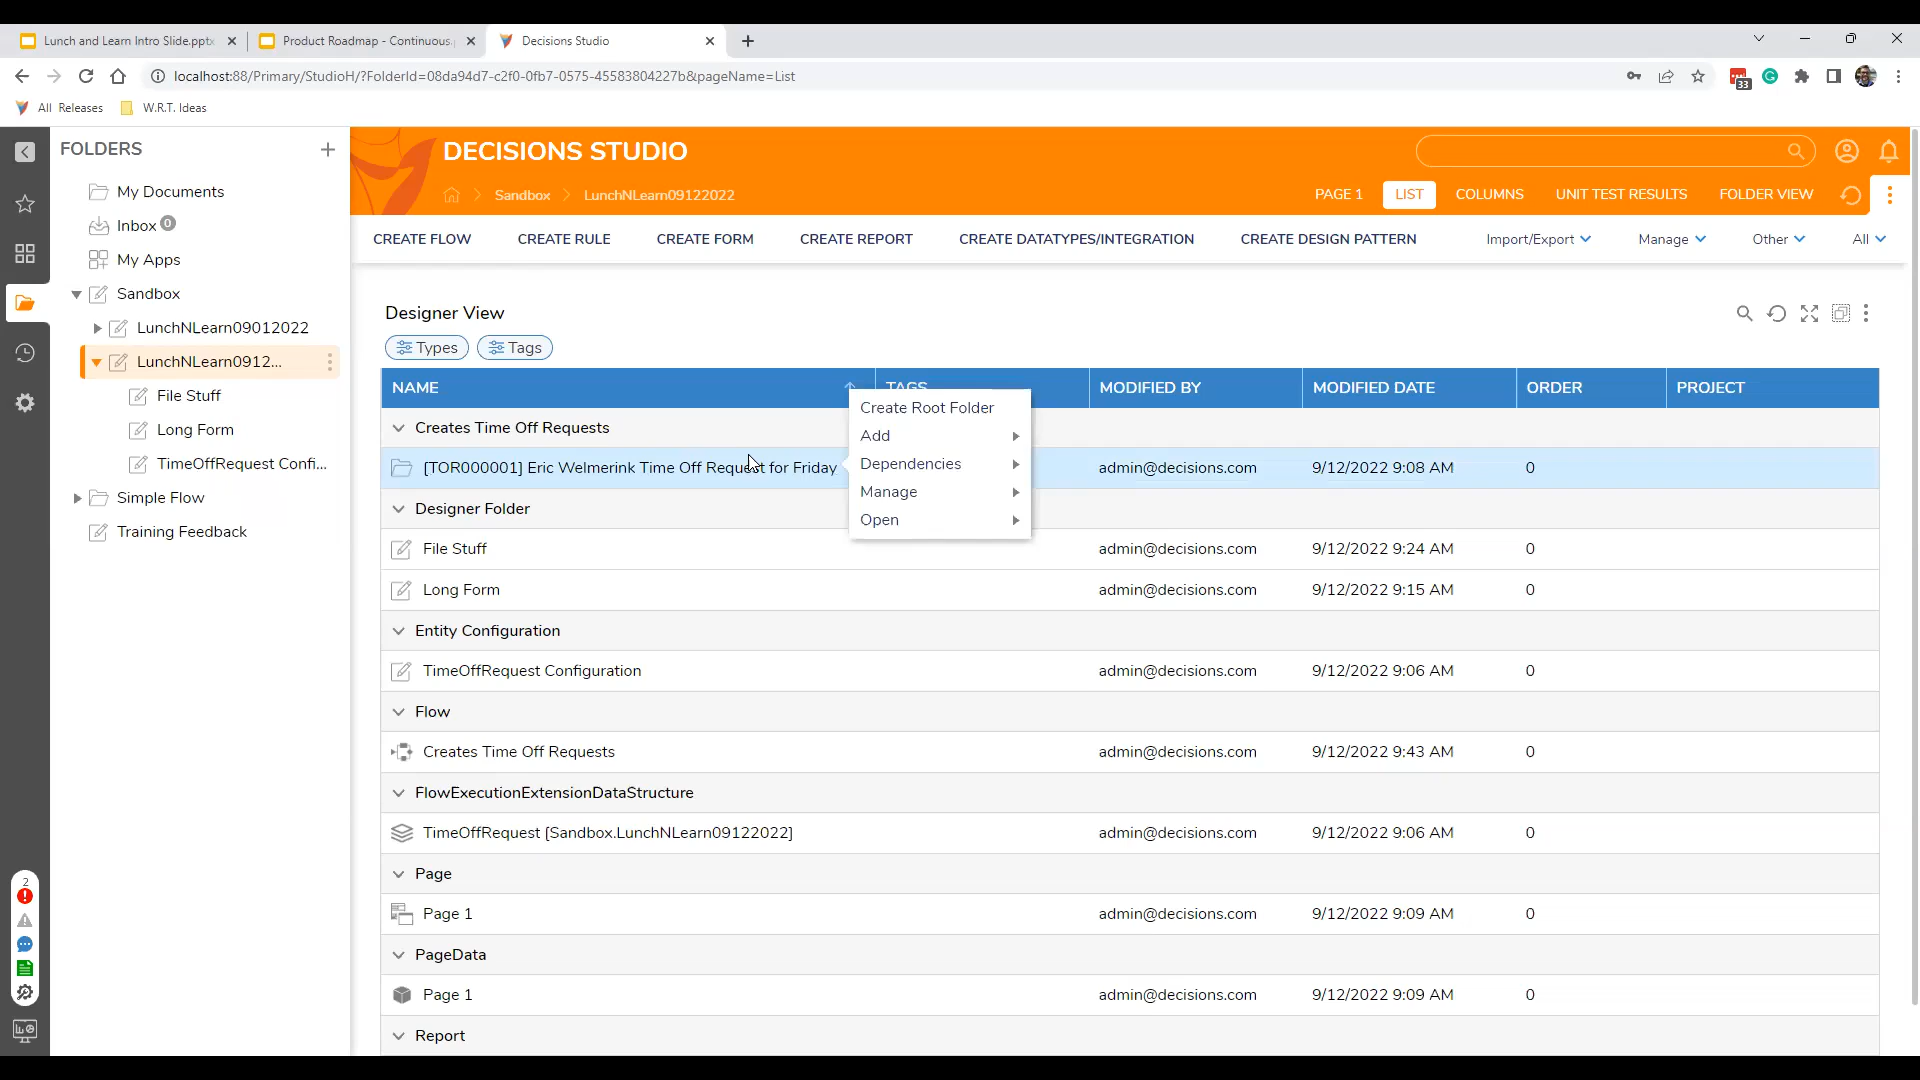 Lunch and Learn Intro Slide.pptx
Product Roadmap - Continuous
Decisions Studio
localhost:88/Primary/StudioH/?FolderId=08da94d7-c2f0-0fb7-0575-45583804227b&pageName=List
33
All Releases
W.R.T. Ideas
FOLDERS
My Documents
Inbox 0
My Apps
Sandbox
LunchNLearn09012022
LunchNLearn0912...
File Stuff
Long Form
TimeOffRequest Confi...
Simple Flow
Training Feedback
2
DECISIONS STUDIO
Sandbox
LunchNLearn09122022
PAGE 1
LIST
COLUMNS
UNIT TEST RESULTS
FOLDER VIEW
CREATE FLOW
CREATE RULE
CREATE FORM
CREATE REPORT
CREATE DATATYPES/INTEGRATION
CREATE DESIGN PATTERN
Import/Export
Manage
Other
All
Designer View
Types
Tags
NAME TAGS MODIFIED BY MODIFIED DATE ORDER PROJECT
Creates Time Off Requests
[TOR000001] Eric Welmerink Time Off Request for Friday admin@decisions.com 9/12/2022 9:08 AM 0
Create Root Folder
Add
Dependencies
Manage
Open
Designer Folder
File Stuff admin@decisions.com 9/12/2022 9:24 AM 0
Long Form admin@decisions.com 9/12/2022 9:15 AM 0
Entity Configuration
TimeOffRequest Configuration admin@decisions.com 9/12/2022 9:06 AM 0
Flow
Creates Time Off Requests admin@decisions.com 9/12/2022 9:43 AM 0
FlowExecutionExtensionDataStructure
TimeOffRequest [Sandbox.LunchNLearn09122022] admin@decisions.com 9/12/2022 9:06 AM 0
Page
Page 1 admin@decisions.com 9/12/2022 9:09 AM 0
PageData
Page 1 admin@decisions.com 9/12/2022 9:09 AM 0
Report